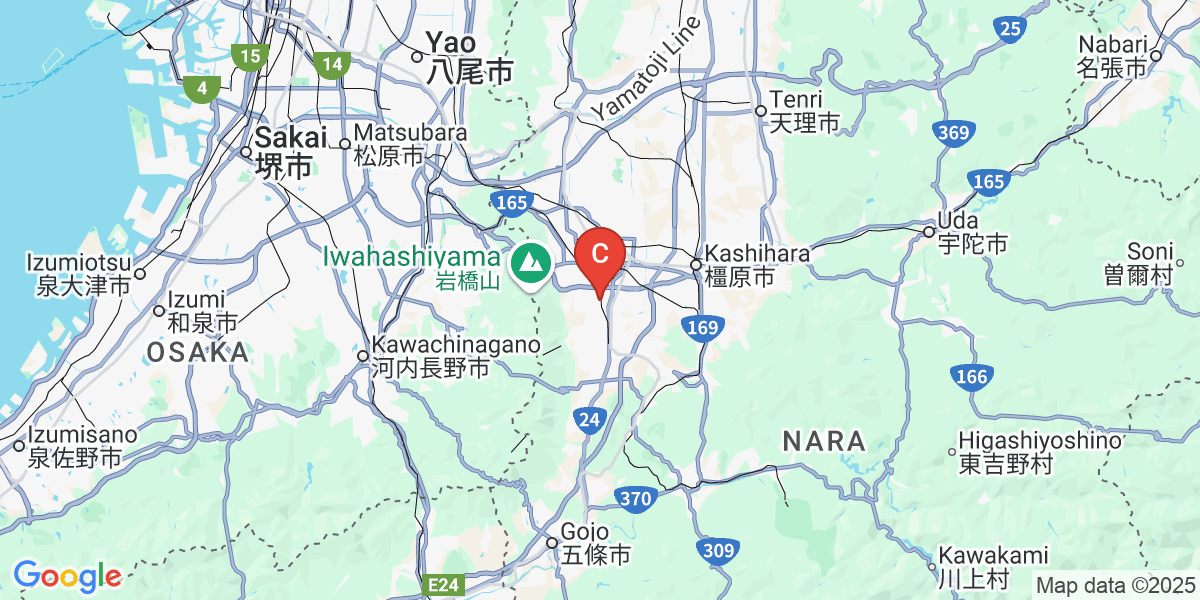 25
Nabari
名張市
Yao
八尾市
15
14
4
Yamatoji Line
Tenri
天理市
369
Sakai
堺市
Matsubara
松原市
165
165
Uda
宇陀市
Iwahashiyama
岩橋山
C
Kashihara
橿原市
Soni
曽爾村
Izumiotsu
泉大津市
Izumi
和泉市
OSAKA
Kawachinagano
河内長野市
169
166
24
Izumisano
泉佐野市
NARA
Higashiyoshino
東吉野村
370
Gojo
五條市
309
Kawakami
川上村
E24
Google
Map data ©2025